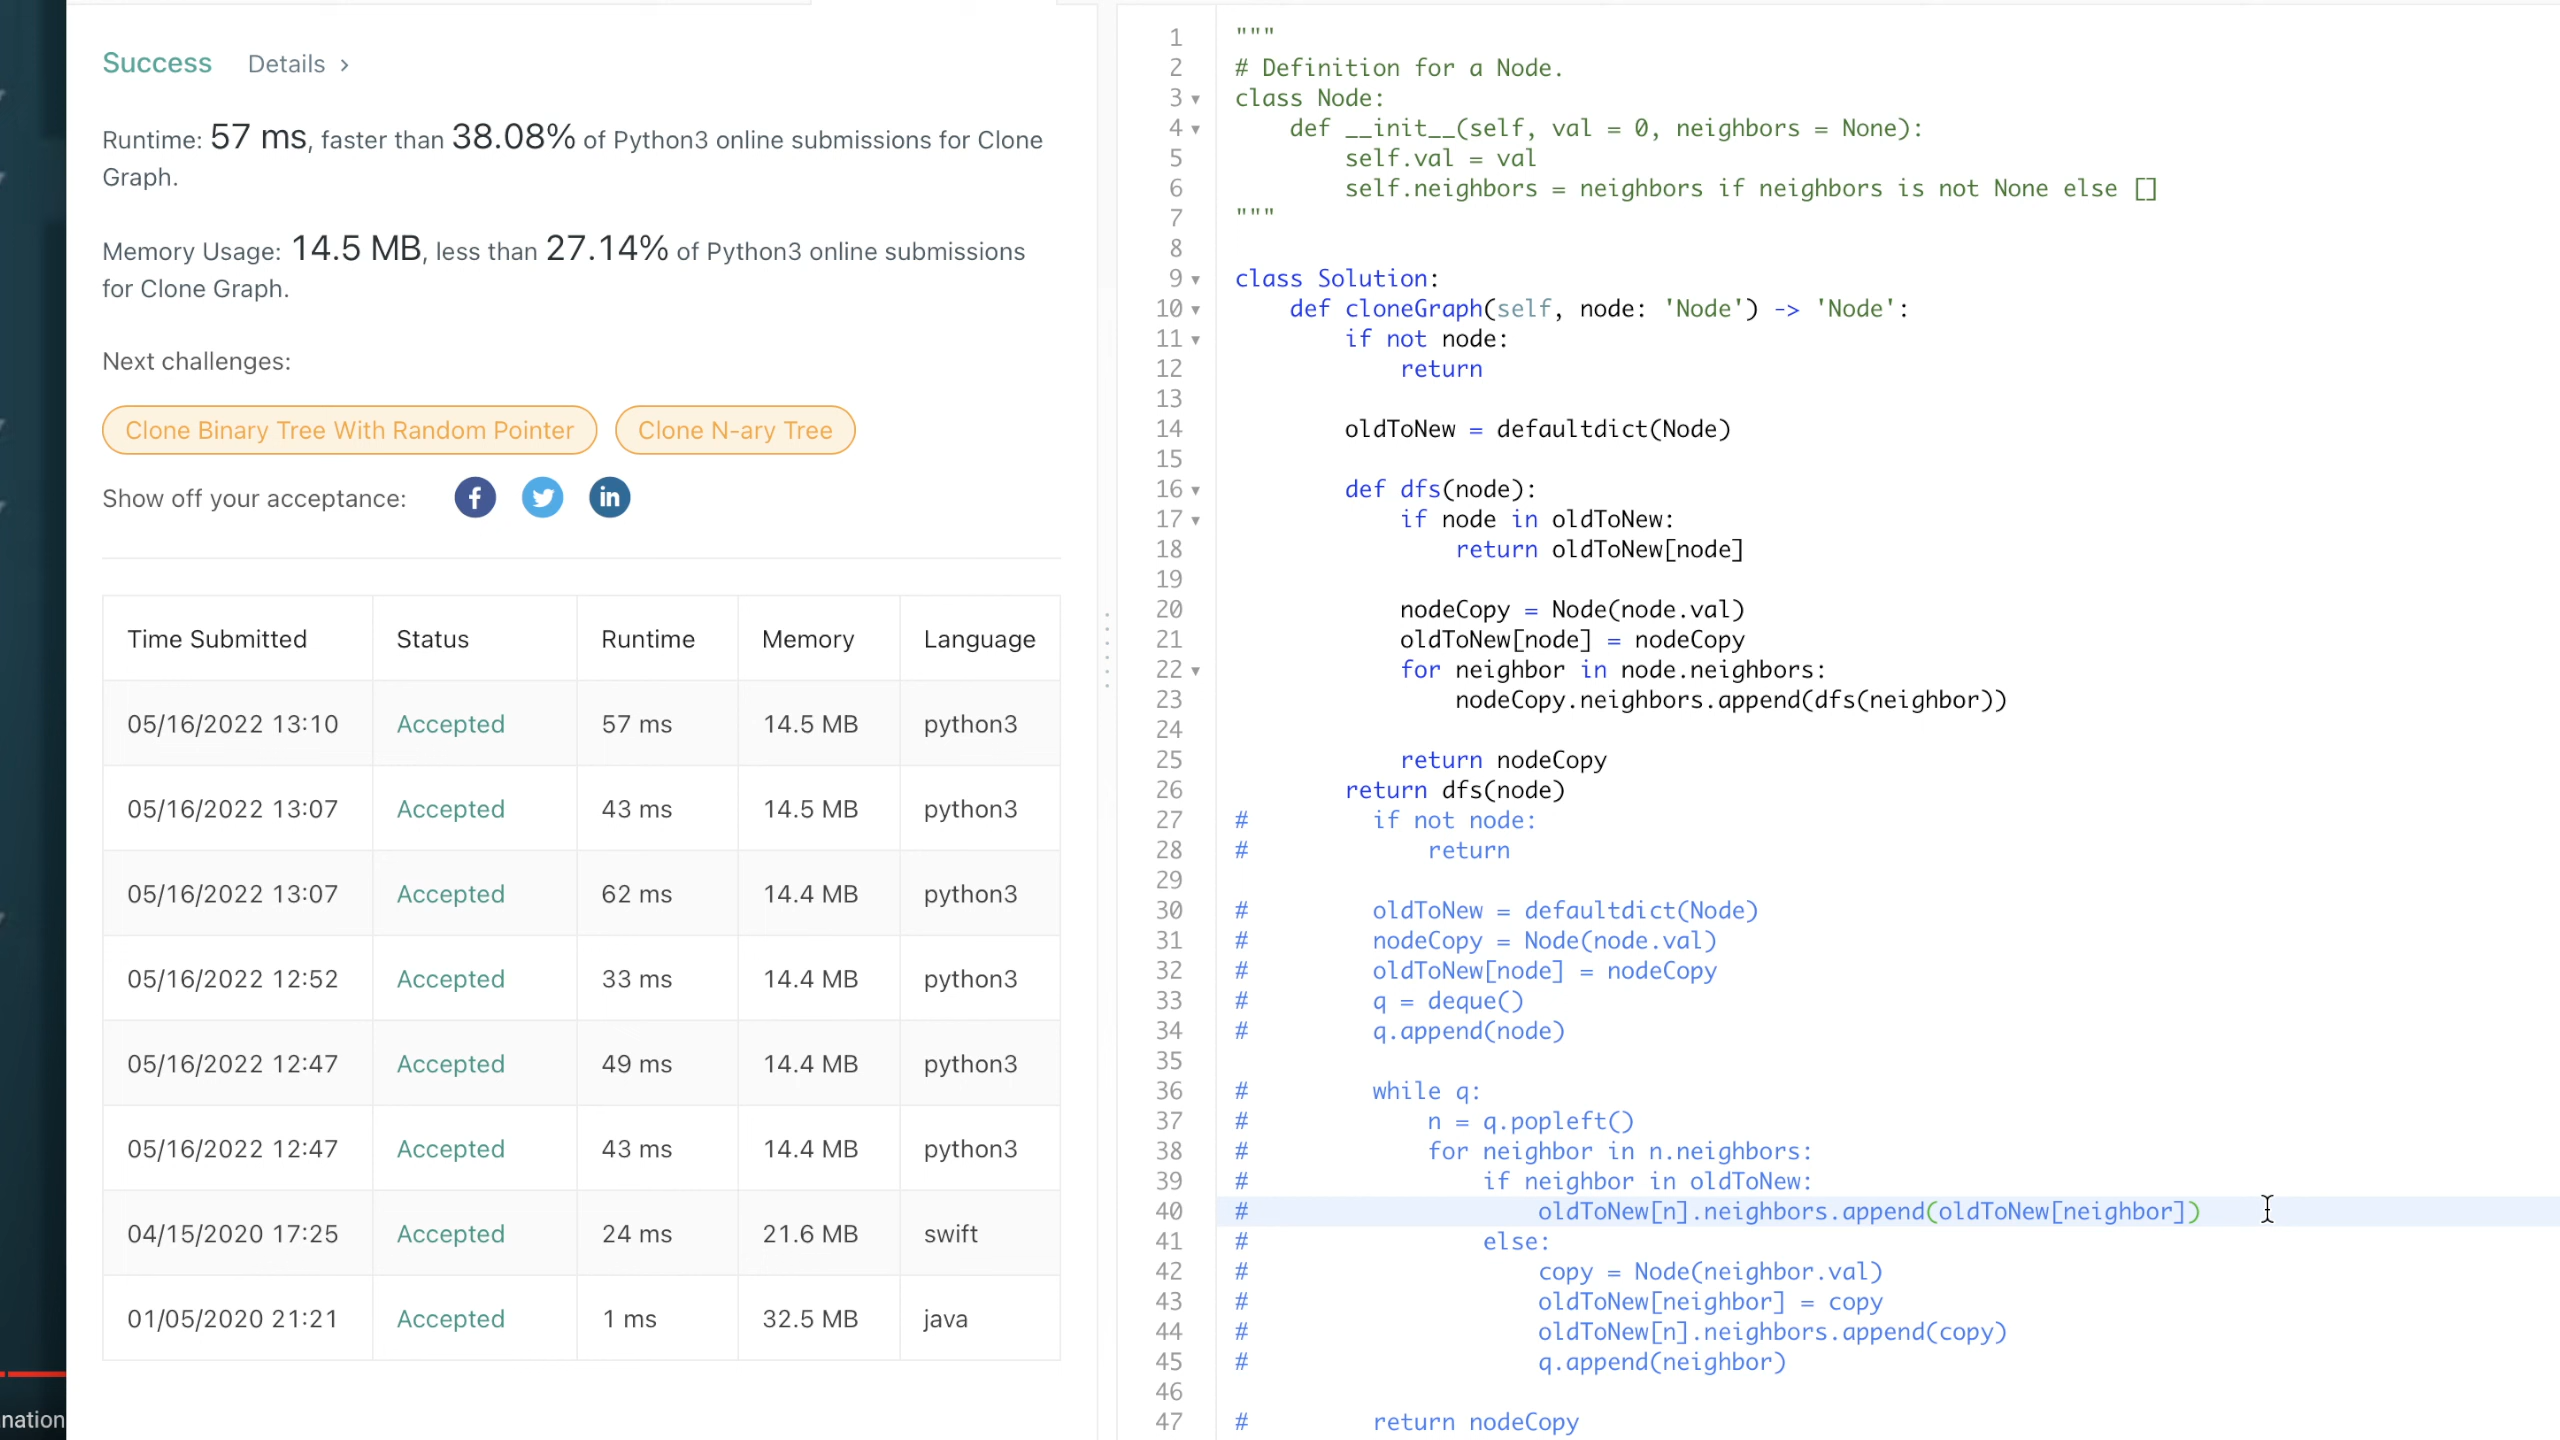 Success Details >
Runtime: 57 ms, faster than 38.08% of Python3 online submissions for Clone
Graph.
Memory Usage: 14.5 MB, less than 27.14% of Python3 online submissions
for Clone Graph.
Next challenges:
Clone Binary Tree With Random Pointer
Clone N-ary Tree
Show off your acceptance:
f
in
Time Submitted Status Runtime Memory Language
05/16/2022 13:10 Accepted 57 ms 14.5 MB python3
05/16/2022 13:07 Accepted 43 ms 14.5 MB python3
05/16/2022 13:07 Accepted 62 ms 14.4 MB python3
05/16/2022 12:52 Accepted 33 ms 14.4 MB python3
05/16/2022 12:47 Accepted 49 ms 14.4 MB python3
05/16/2022 12:47 Accepted 43 ms 14.4 MB python3
04/15/2020 17:25 Accepted 24 ms 21.6 MB swift
01/05/2020 21:21 Accepted 1 ms 32.5 MB java
nation
1 """
2 # Definition for a Node.
3 class Node:
4     def __init__(self, val = 0, neighbors = None):
5         self.val = val
6         self.neighbors = neighbors if neighbors is not None else []
7 """
8
9 class Solution:
10     def cloneGraph(self, node: 'Node') -> 'Node':
11         if not node:
12             return
13
14         oldToNew = defaultdict(Node)
15
16         def dfs(node):
17             if node in oldToNew:
18                 return oldToNew[node]
19
20             nodeCopy = Node(node.val)
21             oldToNew[node] = nodeCopy
22             for neighbor in node.neighbors:
23                 nodeCopy.neighbors.append(dfs(neighbor))
24
25             return nodeCopy
26         return dfs(node)
27 #         if not node:
28 #             return
29
30 #         oldToNew = defaultdict(Node)
31 #         nodeCopy = Node(node.val)
32 #         oldToNew[node] = nodeCopy
33 #         q = deque()
34 #         q.append(node)
35
36 #         while q:
37 #             n = q.popleft()
38 #             for neighbor in n.neighbors:
39 #                 if neighbor in oldToNew:
40 #                     oldToNew[n].neighbors.append(oldToNew[neighbor])
41 #                 else:
42 #                     copy = Node(neighbor.val)
43 #                     oldToNew[neighbor] = copy
44 #                     oldToNew[n].neighbors.append(copy)
45 #                     q.append(neighbor)
46
47 #         return nodeCopy